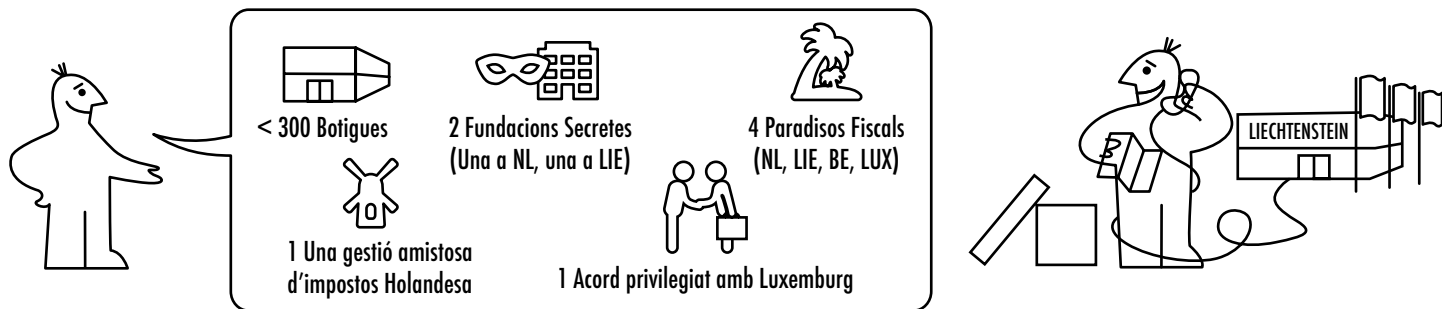 < 300 Botigues
2 Fundacions Secretes
(Una a NL, una a LIE)
4 Paradisos Fiscals
(NL, LIE, BE, LUX)
1 Una gestió amistosa
d’impostos Holandesa
1 Acord privilegiat amb Luxemburg
LIECHTENSTEIN